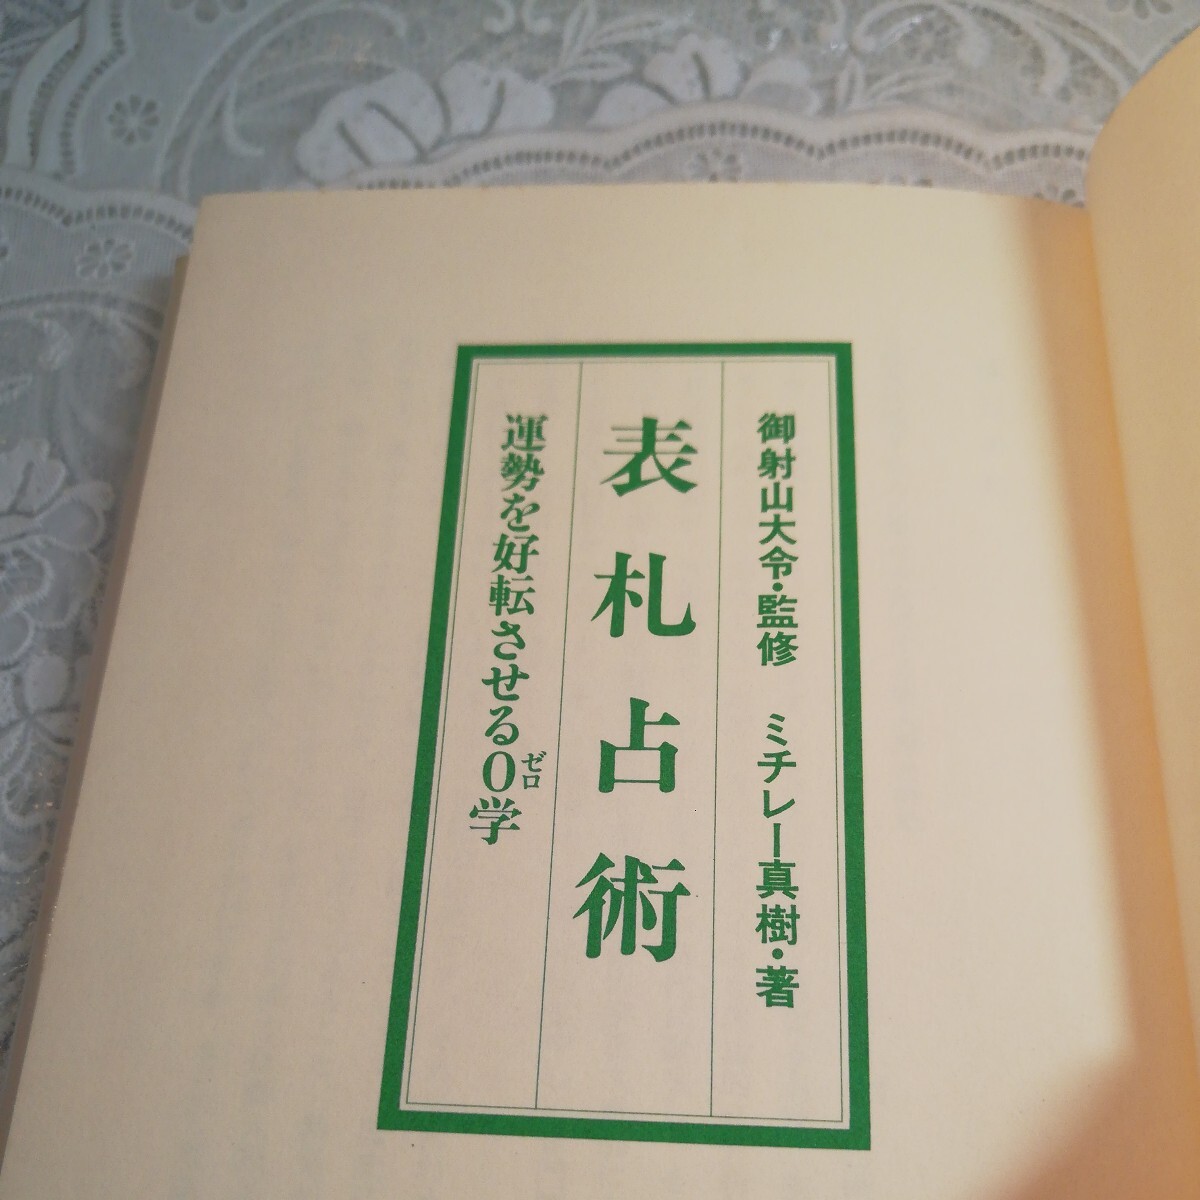 御射山大令・監修　ミチレー真樹・著
表札占術
運勢を好転させる0学
ゼロ